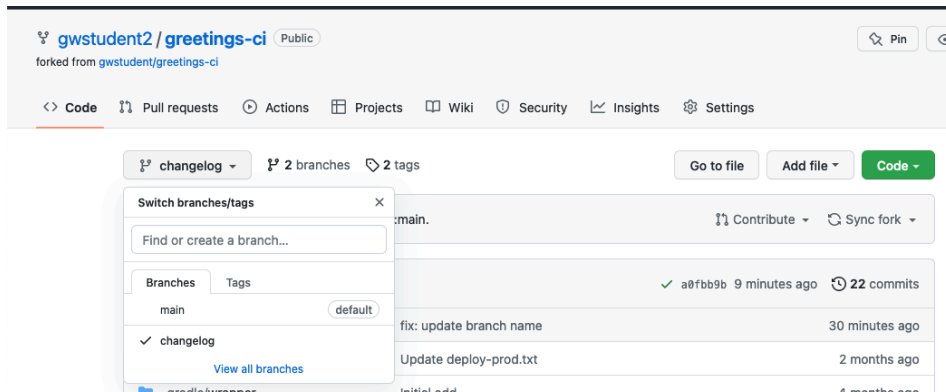 gwstudent2 / greetings-ci Public
Pin
forked from gwstudent/greetings-ci
Code Pull requests Actions Projects Wiki Security Insights Settings
changelog 2 branches 2 tags Go to file Add file Code
Switch branches/tags
:main. Contribute Sync fork
Find or create a branch...
Branches Tags
a0fbb9b 9 minutes ago 22 commits
main default
fix: update branch name 30 minutes ago
changelog
Update deploy-prod.txt 2 months ago
View all branches